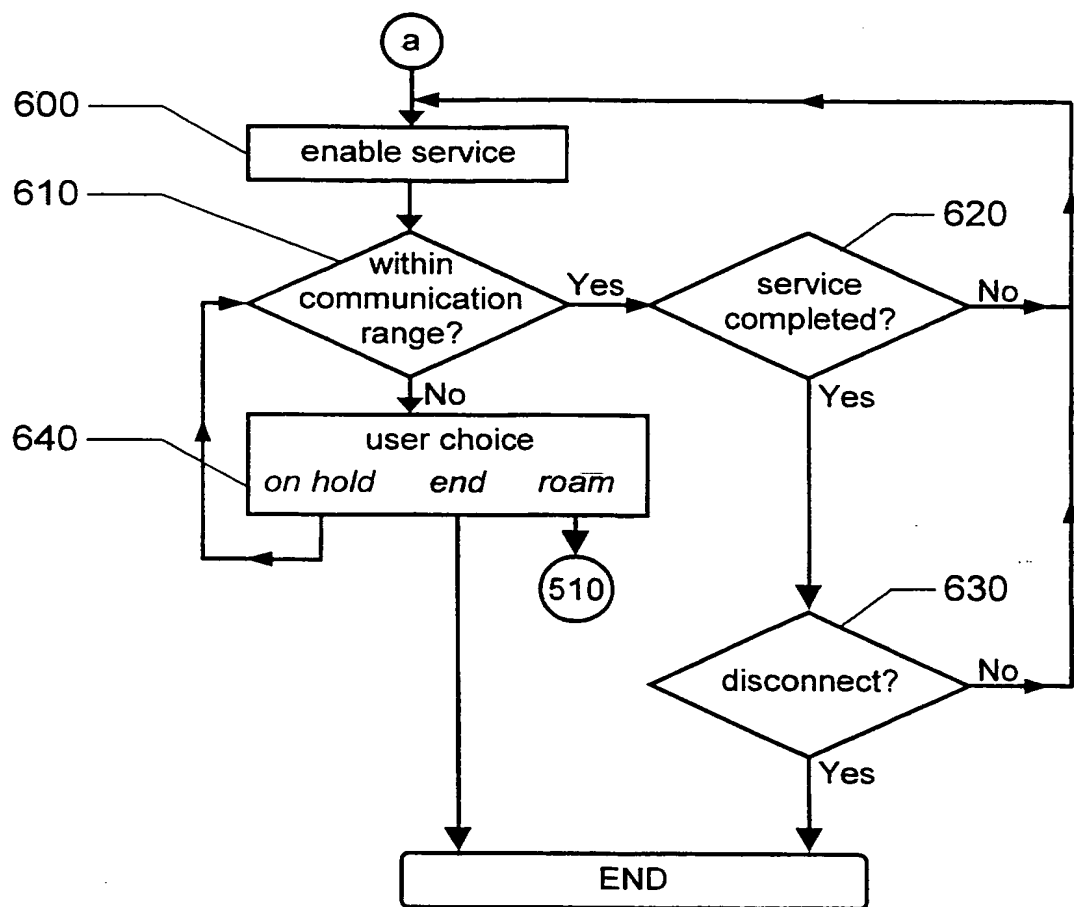 a
600
enable service
610
within
communication
range?
Yes
620
service
completed?
No
No
Yes
640
user choice
on hold end roam
510
630
disconnect?
No
Yes
END